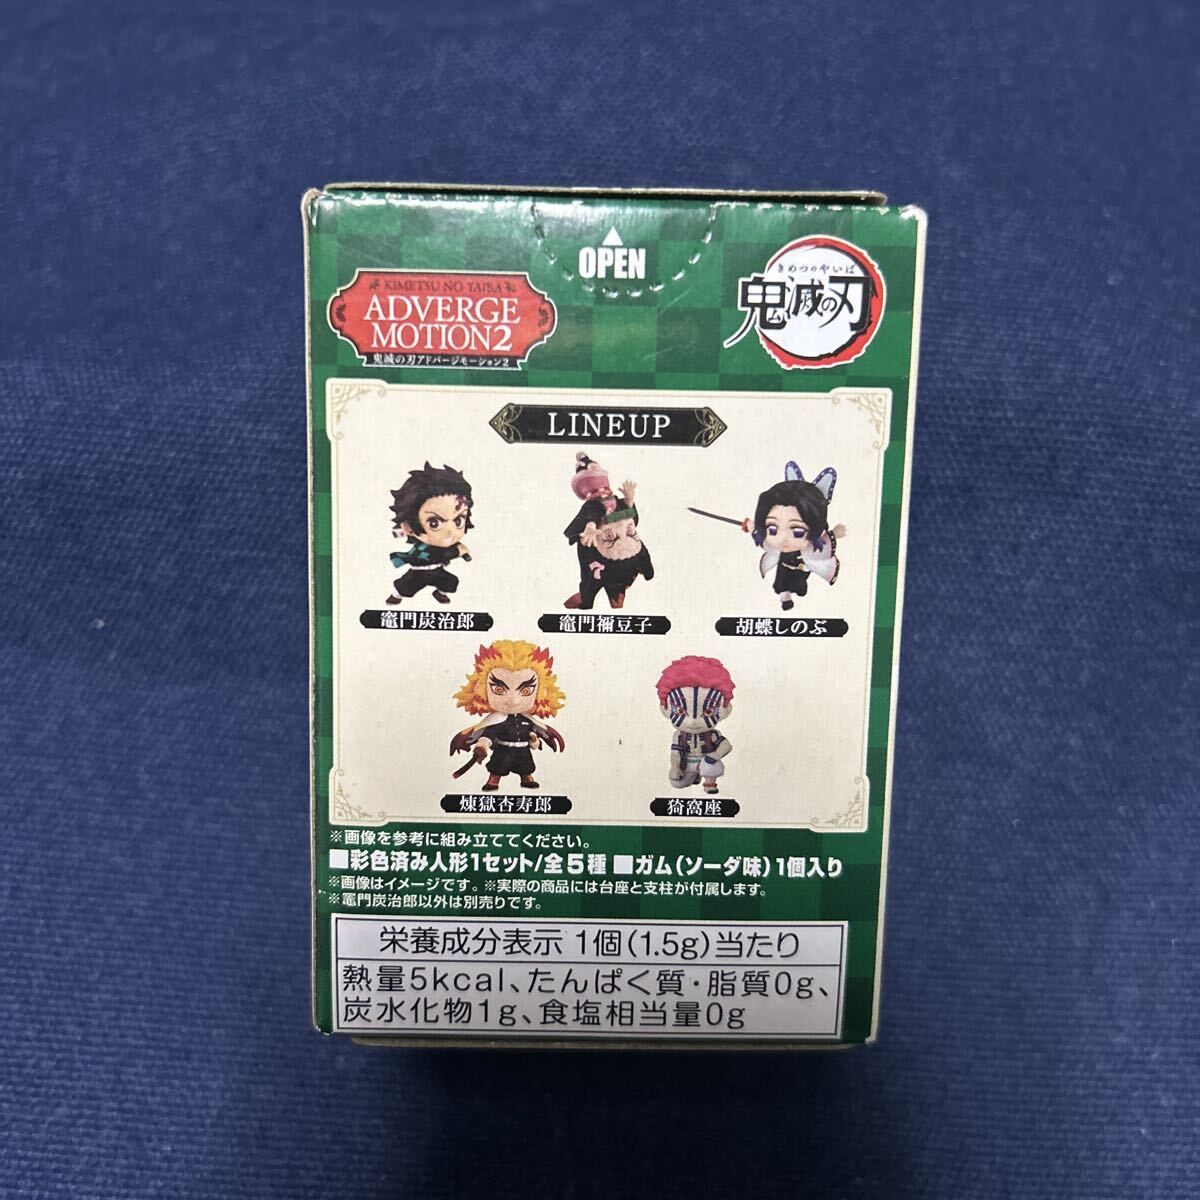 OPEN
KIMETSU NO YAIBA
ADVERGE
MOTION2
鬼滅の刃アドバージモーション2
きめつのやいば
鬼滅の刃
LINEUP
竈門炭治郎
竈門禰豆子
胡蝶しのぶ
煉獄杏寿郎
猗窩座
※画像を参考に組み立ててください。
■彩色済み人形1セット/全5種 ■ガム(ソーダ味)1個入り
※画像はイメージです。※実際の商品には台座と支柱が付属します。
※竈門炭治郎以外は別売りです。
栄養成分表示 1個(1.5g)当たり
熱量5kcal、たんぱく質・脂質0g、
炭水化物1g、食塩相当量0g